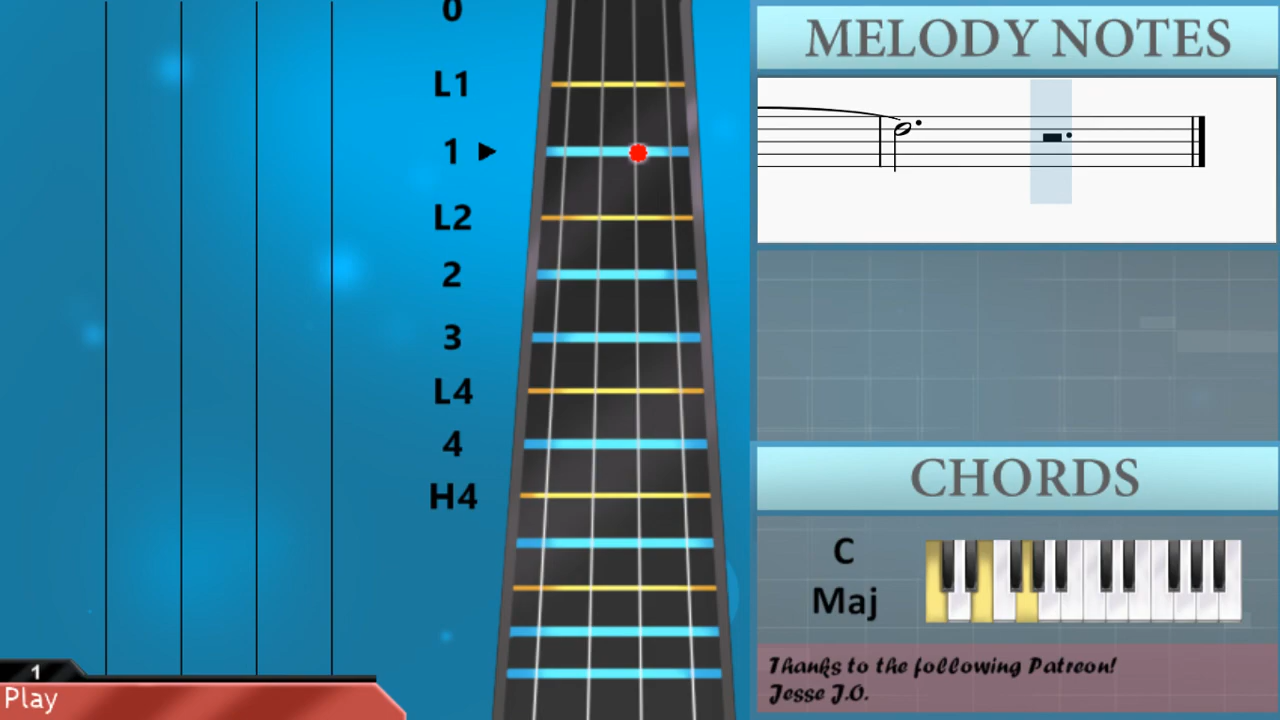 0
L1
1
L2
2
3
L4
4
H4
1
Play
MELODY NOTES
CHORDS
C
Maj
Thanks to the following Patreon!
Jesse J.O.